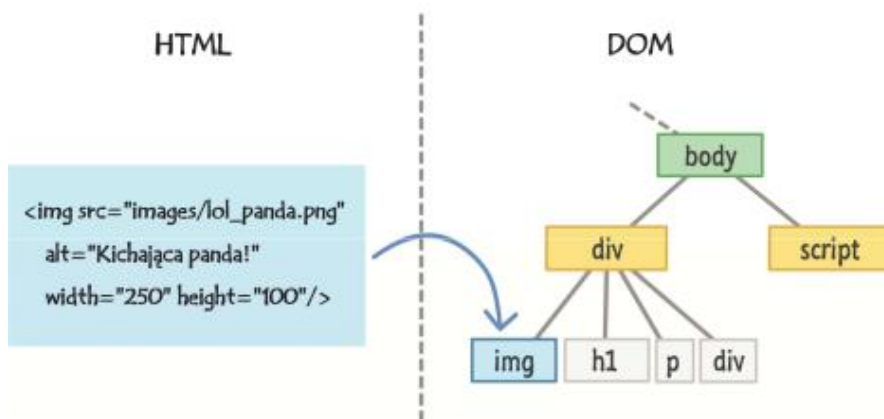 HTML
DOM
<img src="images/lol_panda.png"
alt="Kichająca panda!"
width="250" height="100"/>
body
div
script
img
h1
p
div